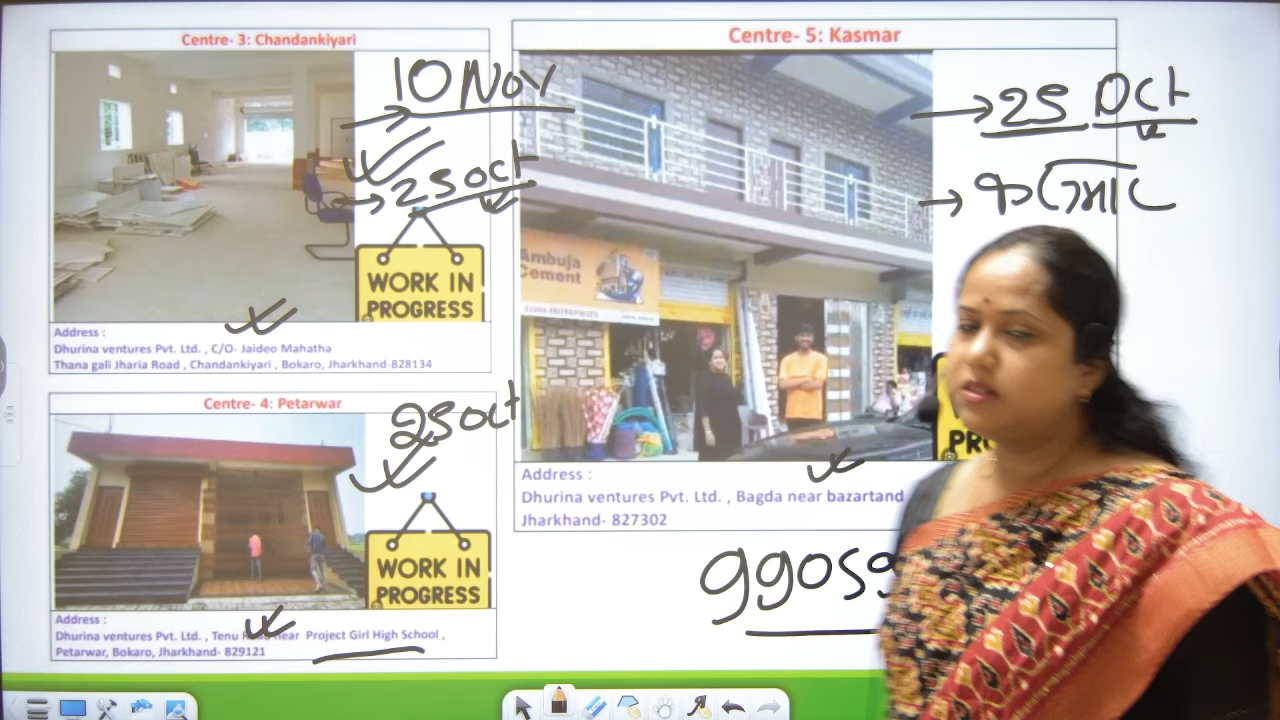 Centre- 3: Chandankiyari
10 Nov
25 oct
WORK IN
PROGRESS
Address :
Dhurina ventures Pvt. Ltd. , C/O- Jaideo Mahatha
Thana gali Jharia Road , Chandankiyari , Bokaro, Jharkhand-828134
Centre- 4: Petarwar
25 oct
WORK IN
PROGRESS
Address :
Dhurina ventures Pvt. Ltd. , Tenu near Project Girl High School ,
Petarwar, Bokaro, Jharkhand- 829121
Centre- 5: Kasmar
25 Oct
Ambuja
Cement
Address :
Dhurina ventures Pvt. Ltd. , Bagda near bazartand
Jharkhand- 827302
99059